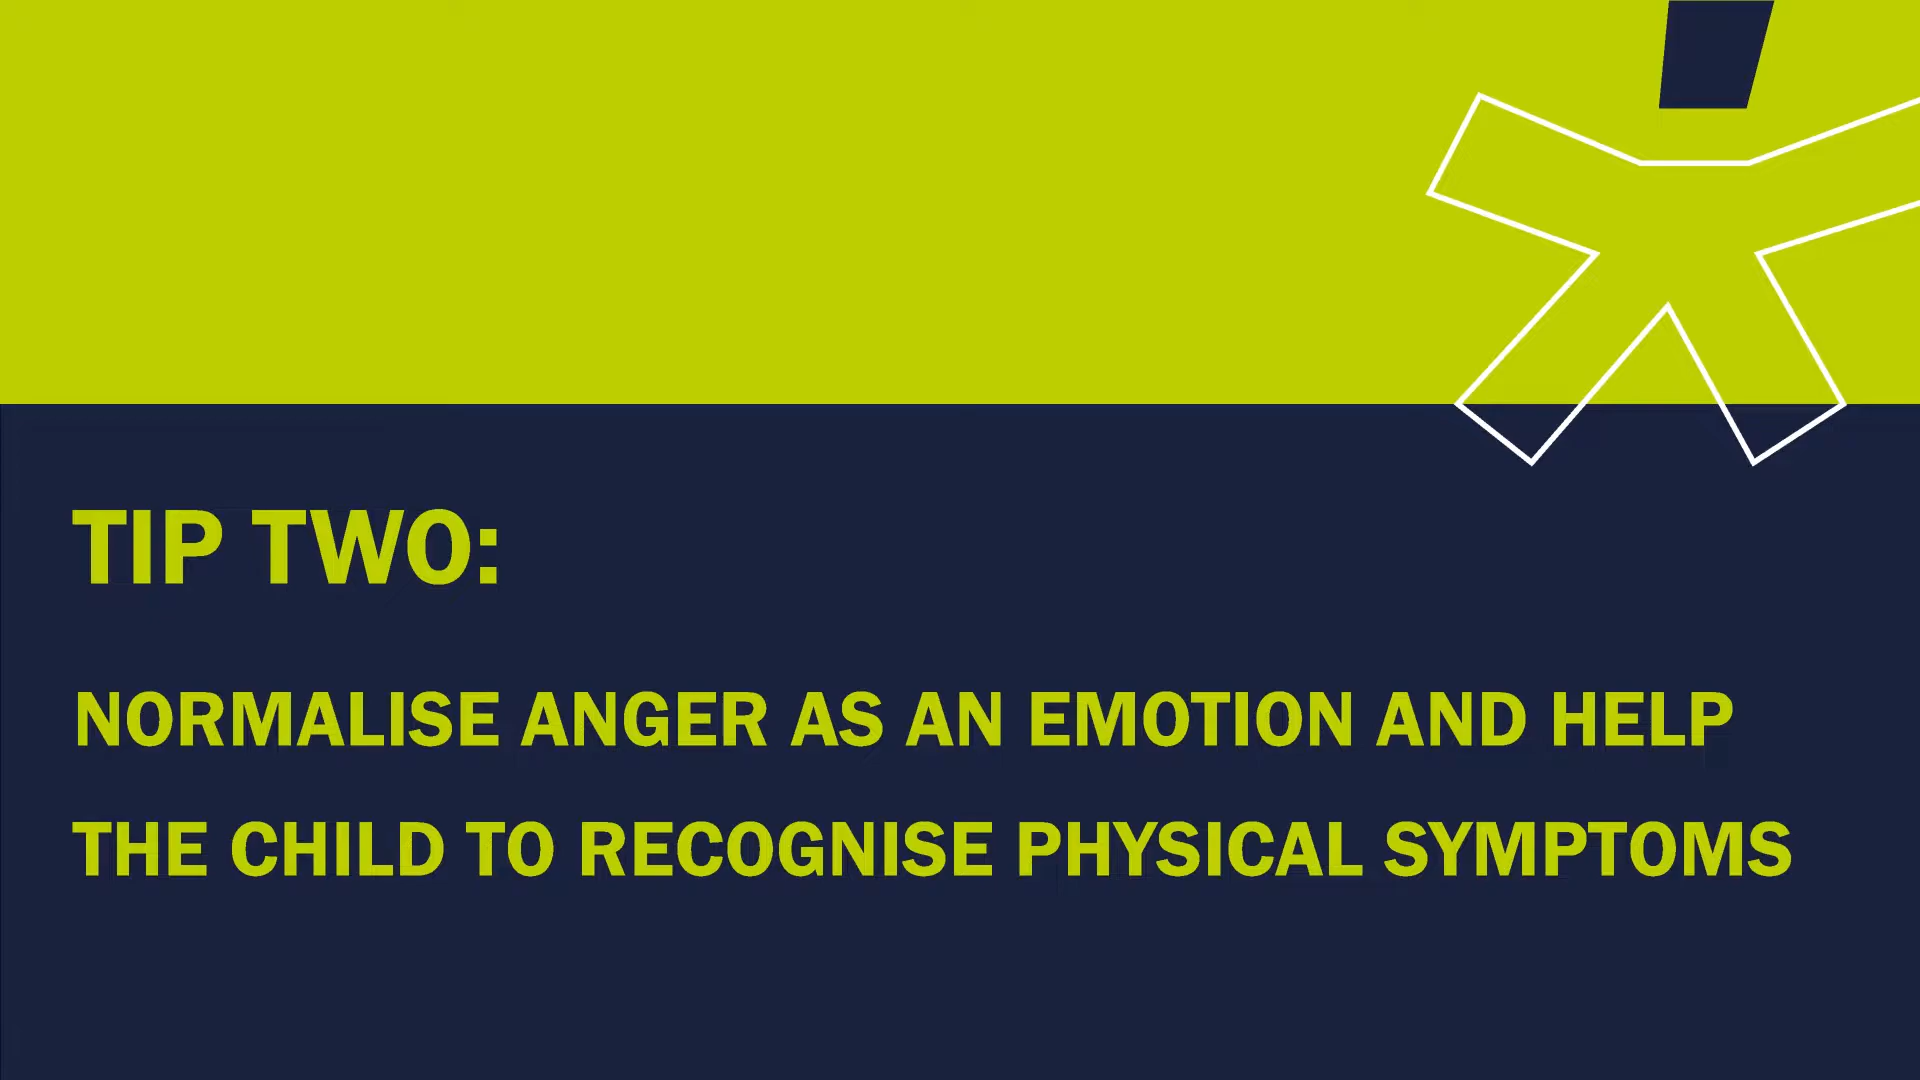 TIP TWO:
NORMALISE ANGER AS AN EMOTION AND HELP
THE CHILD TO RECOGNISE PHYSICAL SYMPTOMS